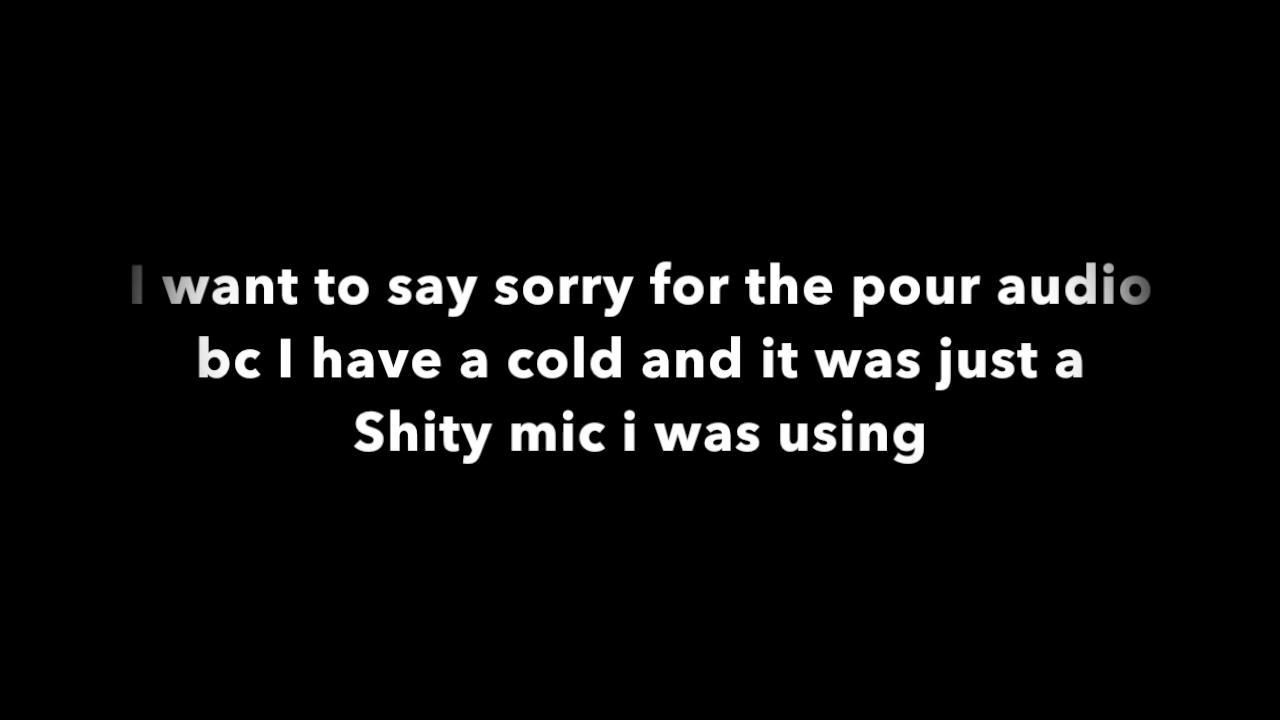 I want to say sorry for the pour audio
bc I have a cold and it was just a
Shity mic i was using